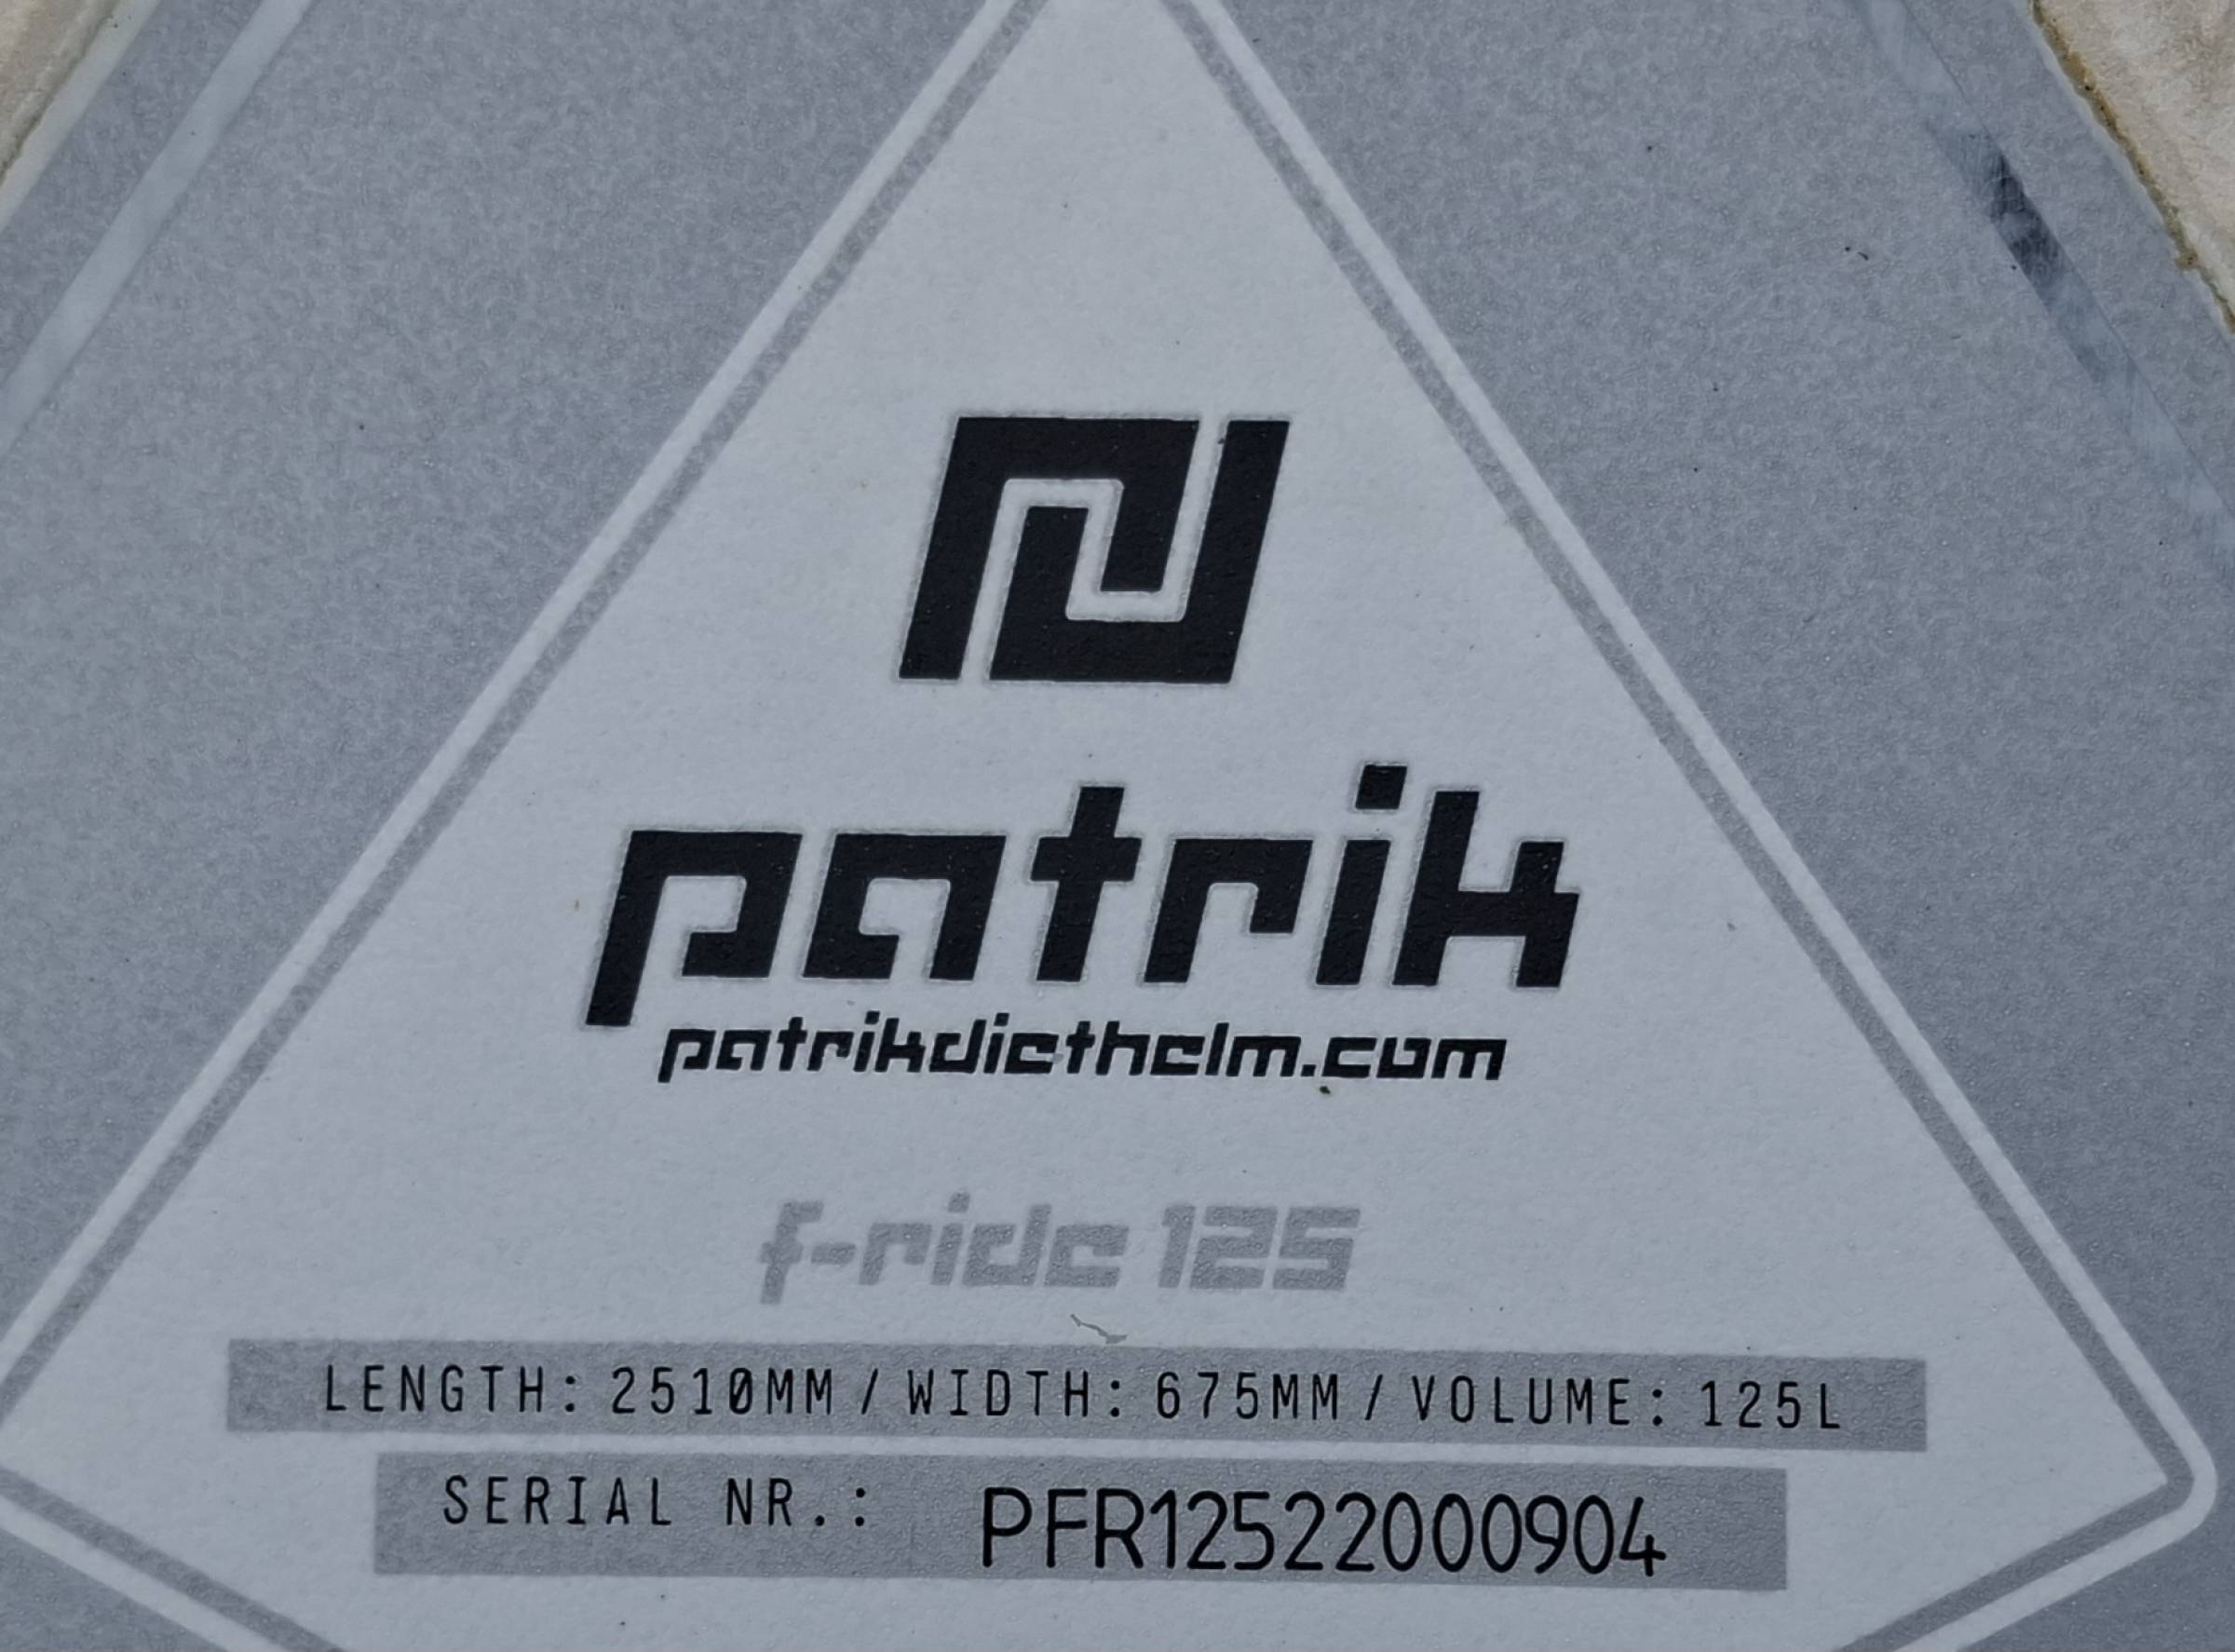 patrik
patrikdiethelm.com
f-ride 125
LENGTH: 2510MM / WIDTH: 675MM / VOLUME: 125L
SERIAL NR.: PFR12522000904